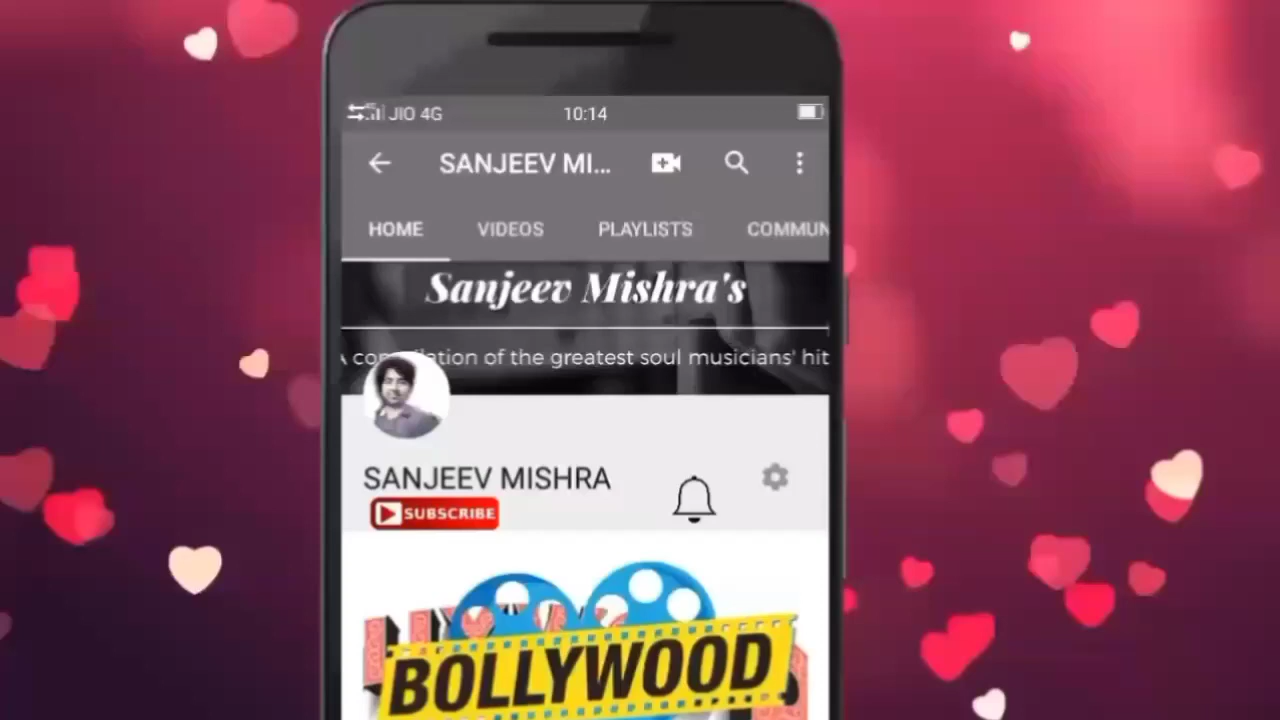 JIO 4G 10:14
SANJEEV MI...
HOME VIDEOS PLAYLISTS COMMUN
Sanjeev Mishra's
of the greatest soul musicians' hit
SANJEEV MISHRA
SUBSCRIBE
BOLLYWOOD